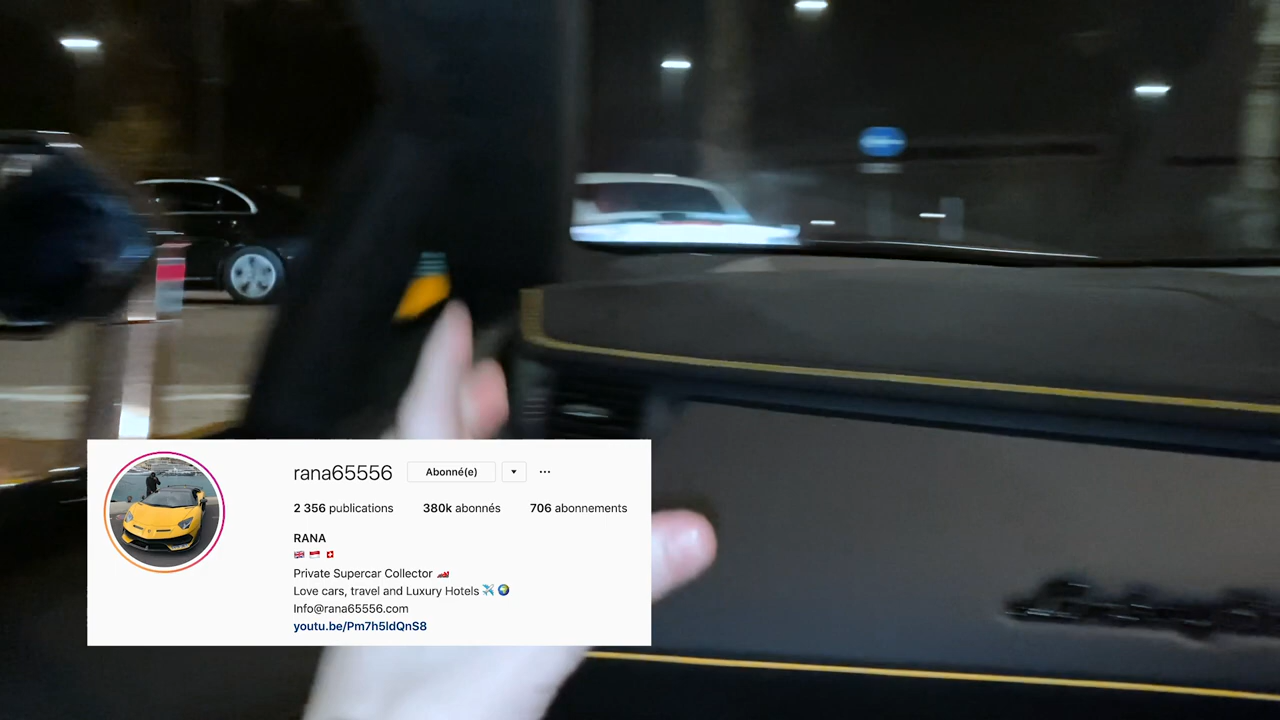 rana65556 Abonné(e) ▼ ...
2 356 publications 380k abonnés 706 abonnements
RANA
🇬🇧 🇲🇨 🇨🇭
Private Supercar Collector 🏎️
Love cars, travel and Luxury Hotels ✈️ 🌍
Info@rana65556.com
youtu.be/Pm7h5ldQnS8